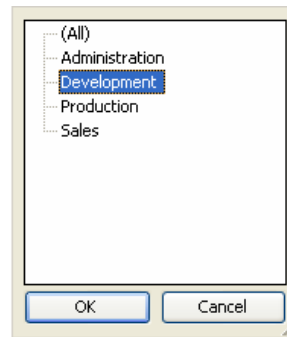 (All)
Administration
Development
Production
Sales
OK Cancel